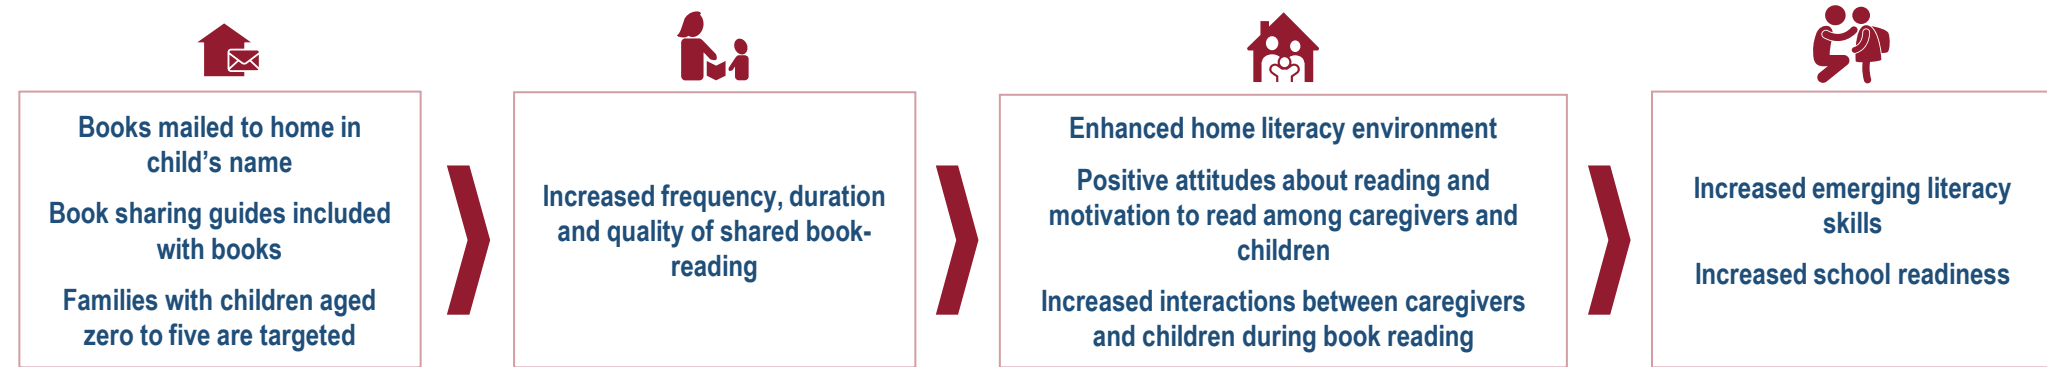 Books mailed to home in
child's name
Book sharing guides included
with books
Families with children aged
zero to five are targeted
Increased frequency, duration
and quality of shared book-
reading
Enhanced home literacy environment
Positive attitudes about reading and
motivation to read among caregivers and
children
Increased interactions between caregivers
and children during book reading
Increased emerging literacy
skills
Increased school readiness